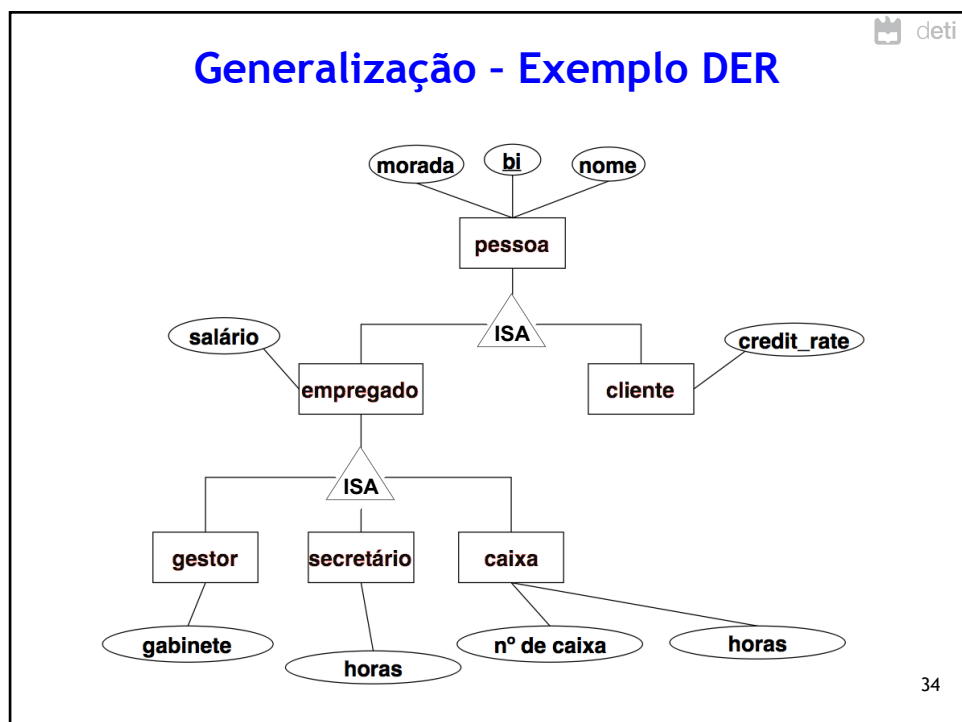 deti
Generalização - Exemplo DER
morada
bi
nome
pessoa
ISA
salário
credit_rate
empregado
cliente
ISA
gestor
secretário
caixa
gabinete
horas
nº de caixa
horas
34